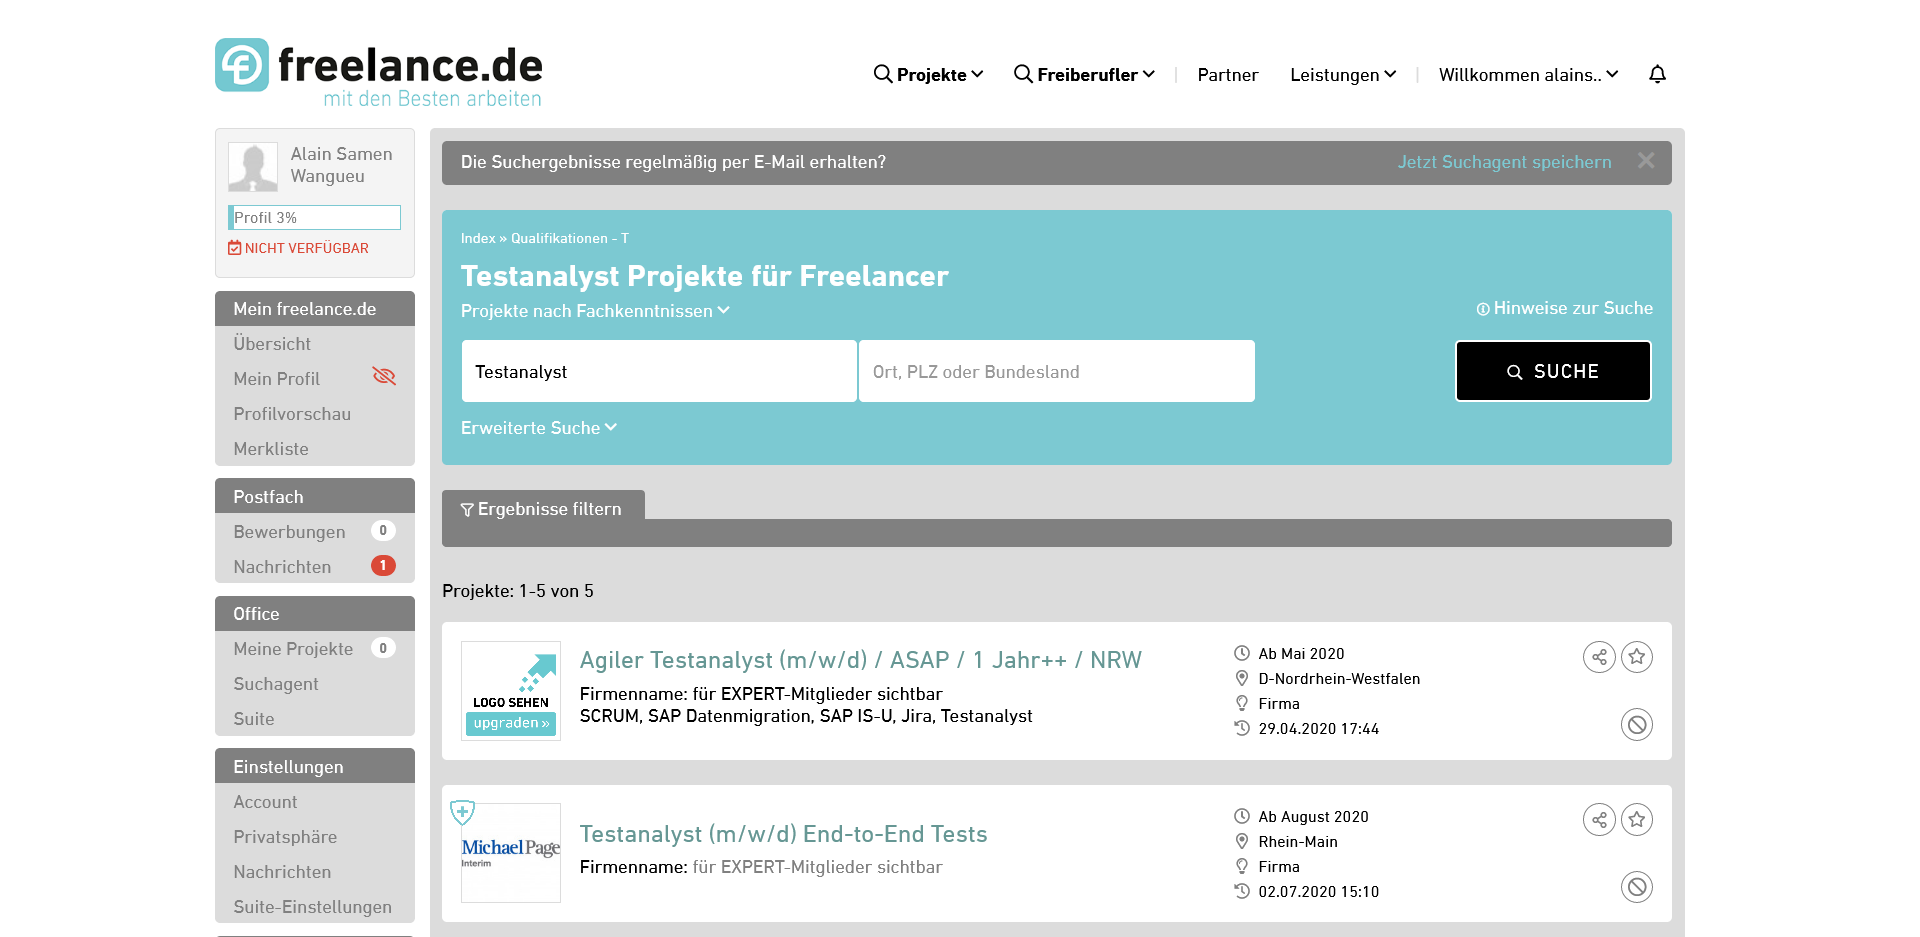 freelance.de
mit den Besten arbeiten
Projekte
Freiberufler
Partner
Leistungen
Willkommen alains..
Alain Samen
Wangueu
Profil 3%
NICHT VERFÜGBAR
Mein freelance.de
Übersicht
Mein Profil
Profilvorschau
Merkliste
Postfach
Bewerbungen 0
Nachrichten 1
Office
Meine Projekte 0
Suchagent
Suite
Einstellungen
Account
Privatsphäre
Nachrichten
Suite-Einstellungen
Die Suchergebnisse regelmäßig per E-Mail erhalten?
Jetzt Suchagent speichern
Index » Qualifikationen - T
Testanalyst Projekte für Freelancer
Projekte nach Fachkenntnissen
Hinweise zur Suche
Testanalyst
Ort, PLZ oder Bundesland
SUCHE
Erweiterte Suche
Ergebnisse filtern
Projekte: 1-5 von 5
LOGO SEHEN
upgraden »
Agiler Testanalyst (m/w/d) / ASAP / 1 Jahr++ / NRW
Firmenname: für EXPERT-Mitglieder sichtbar
SCRUM, SAP Datenmigration, SAP IS-U, Jira, Testanalyst
Ab Mai 2020
D-Nordrhein-Westfalen
Firma
29.04.2020 17:44
Michael Page
Interim
Testanalyst (m/w/d) End-to-End Tests
Firmenname: für EXPERT-Mitglieder sichtbar
Ab August 2020
Rhein-Main
Firma
02.07.2020 15:10